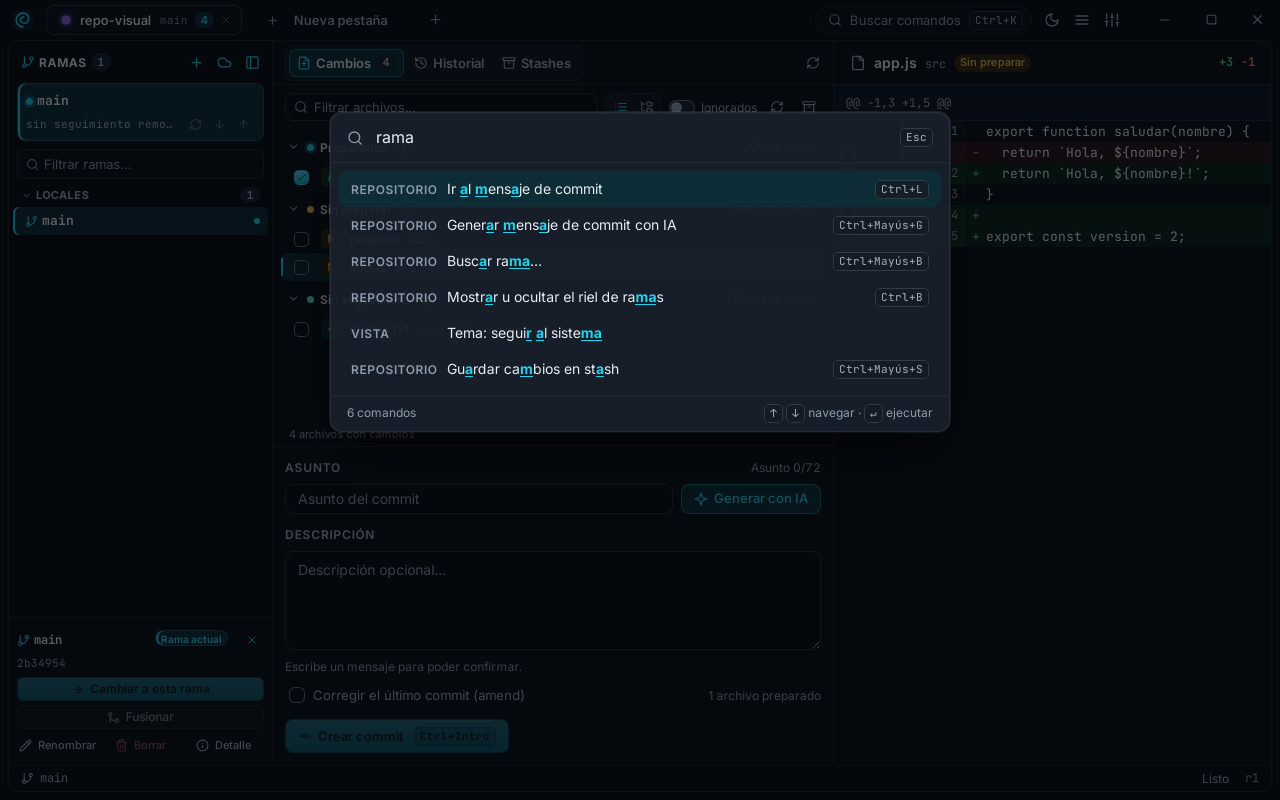 repo-visual main 4
Nueva pestaña
Buscar comandos Ctrl+K
RAMAS 1
main
sin seguimiento remo…
Filtrar ramas…
LOCALES 1
main
main Rama actual
2b34954
Cambiar a esta rama
Fusionar
Renombrar Borrar Detalle
Cambios 4 Historial Stashes
Filtrar archivos… Ignorados
rama Esc
REPOSITORIO Ir al mensaje de commit Ctrl+L
REPOSITORIO Generar mensaje de commit con IA Ctrl+Mayús+G
REPOSITORIO Buscar rama… Ctrl+Mayús+B
REPOSITORIO Mostrar u ocultar el riel de ramas Ctrl+B
VISTA Tema: seguir al sistema
REPOSITORIO Guardar cambios en stash Ctrl+Mayús+S
6 comandos ↑ ↓ navegar · ↵ ejecutar
4 archivos con cambios
ASUNTO Asunto 0/72
Asunto del commit Generar con IA
DESCRIPCIÓN
Descripción opcional…
Escribe un mensaje para poder confirmar.
Corregir el último commit (amend) 1 archivo preparado
Crear commit Ctrl+Intro
app.js src Sin preparar +3 -1
@@ -1,3 +1,5 @@
1 export function saludar(nombre) {
- return `Hola, ${nombre}`;
2 + return `Hola, ${nombre}!`;
3 }
4 +
5 + export const version = 2;
main Listo r1